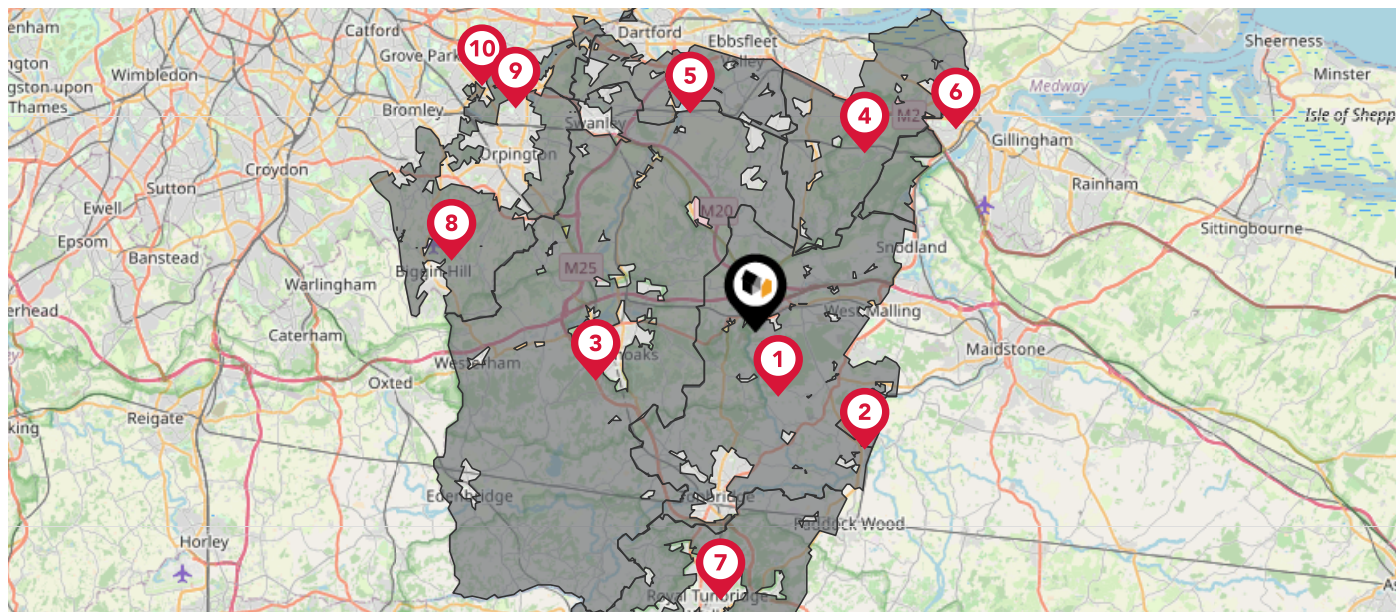 enham
Catford
Dartford
Ebbsfleet
Valley
Sheerness
10
Grove Park
9
5
6
ngton
Wimbledon
Minster
gston upon
Thames
Medway
Bromley
4
M2
Isle of Shepp
Swanley
Gillingham
Orpington
Croydon
Sutton
Rainham
Ewell
8
M20
Epsom
Snodland
Sittingbourne
Banstead
M25
Biggin Hill
Warlingham
erhead
West Malling
Caterham
3
Maidstone
oaks
1
Westerham
Oxted
2
Reigate
king
Edenbridge
Tonbridge
Paddock Wood
Horley
7
Royal Tunbridge